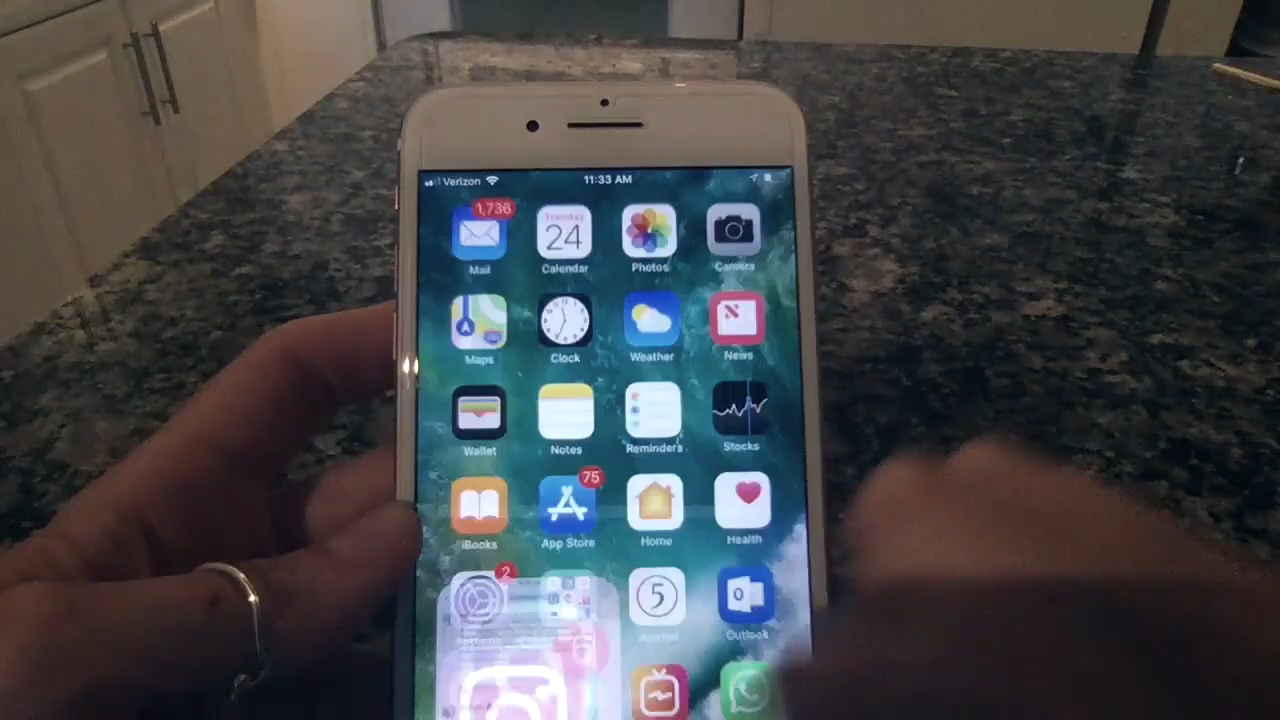 Verizon 11:33 AM
1,736
Tuesday
24
Mail Calendar Photos Camera
Maps Clock Weather News
Wallet Notes Reminders Stocks
75
iBooks App Store Home Health
2
5
Outlook